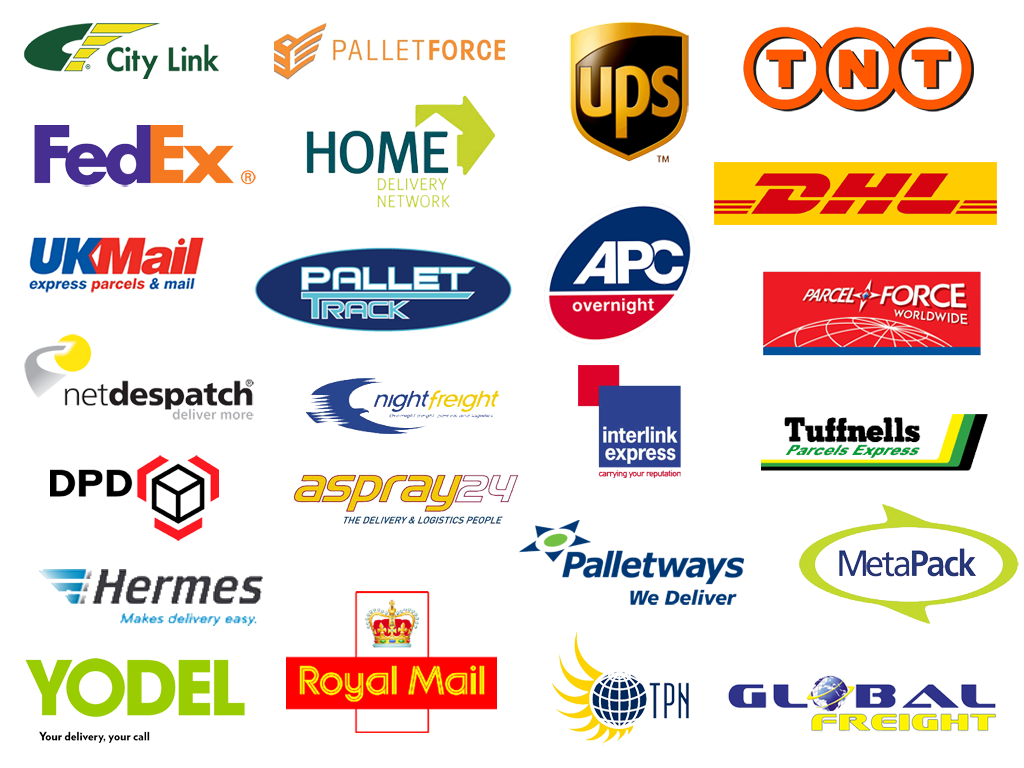 City Link ®
PALLETFORCE
ups
TM
TNT
FedEx ®
HOME
DELIVERY
NETWORK
DHL
UKMail
express parcels & mail
PALLET
TRACK
APC
overnight
PARCEL FORCE
WORLDWIDE
netdespatch®
deliver more
nightfreight
interlink
express
carrying your reputation
Tuffnells
Parcels Express
DPD
aspray24
THE DELIVERY & LOGISTICS PEOPLE
Palletways
We Deliver
MetaPack
Hermes
Makes delivery easy.
Royal Mail
YODEL
Your delivery, your call
TPN
GLOBAL
FREIGHT